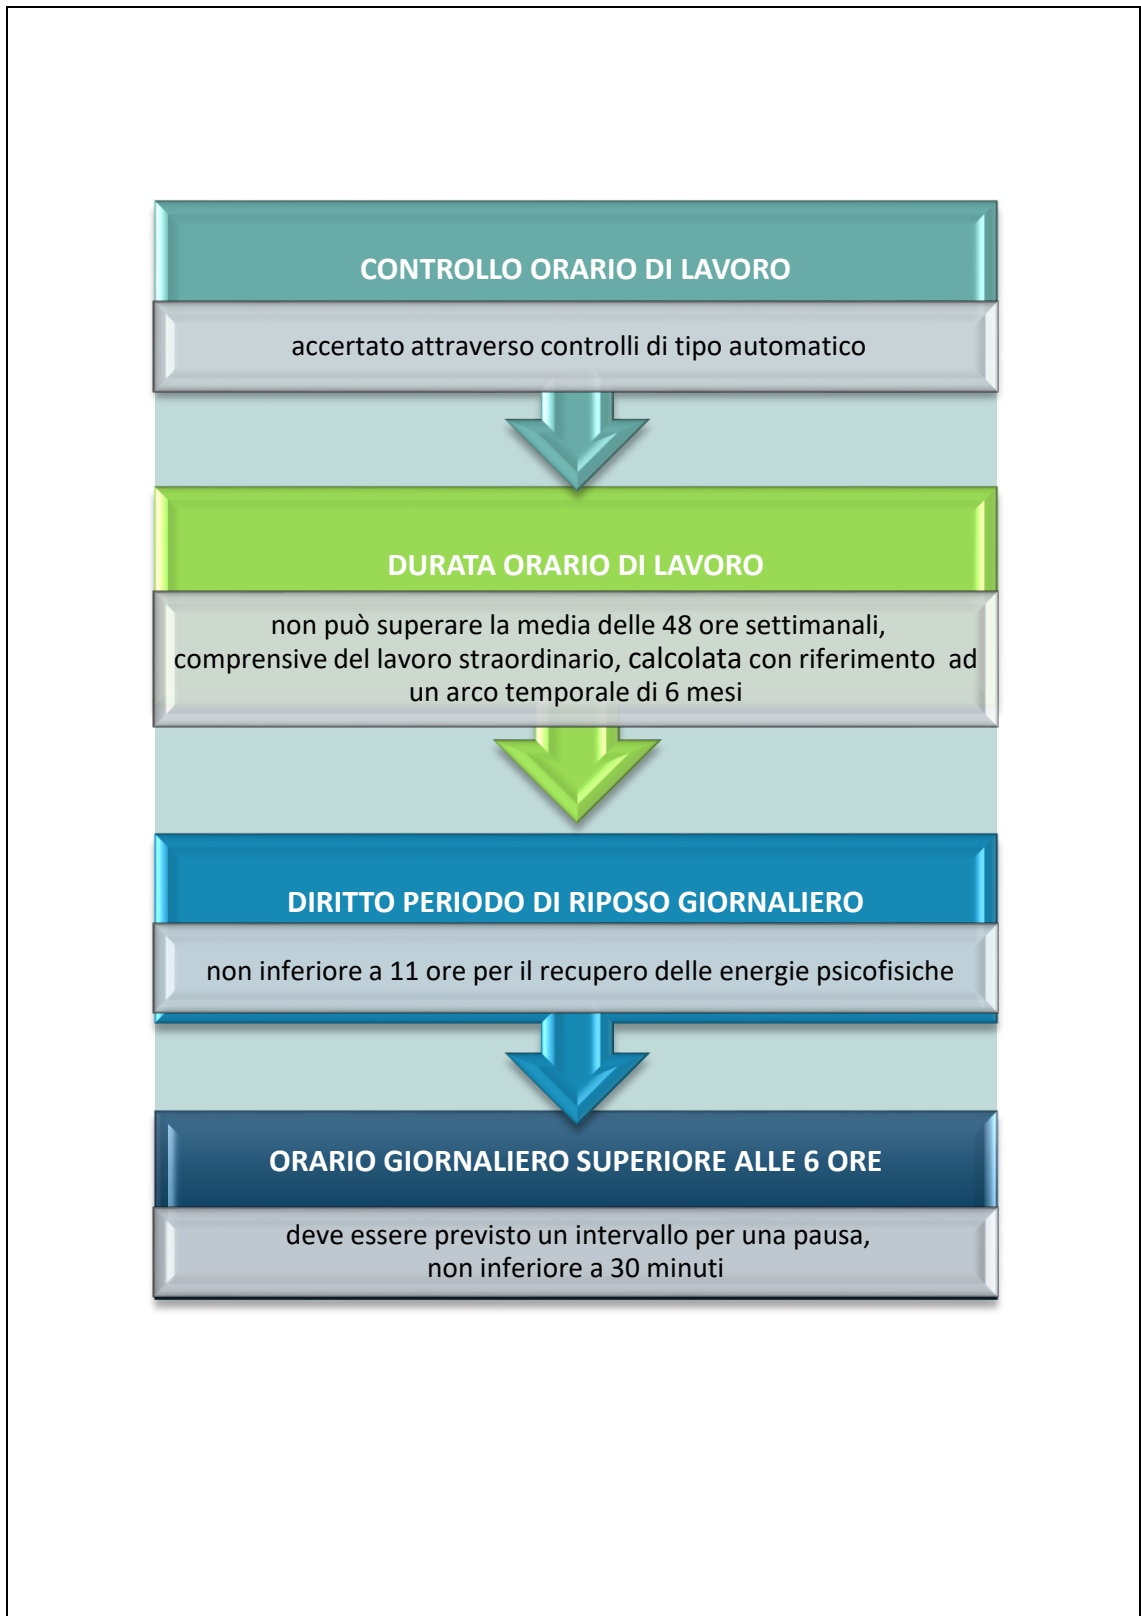 CONTROLLO ORARIO DI LAVORO
accertato attraverso controlli di tipo automatico
DURATA ORARIO DI LAVORO
non può superare la media delle 48 ore settimanali,
comprensive del lavoro straordinario, calcolata con riferimento ad
un arco temporale di 6 mesi
DIRITTO PERIODO DI RIPOSO GIORNALIERO
non inferiore a 11 ore per il recupero delle energie psicofisiche
ORARIO GIORNALIERO SUPERIORE ALLE 6 ORE
deve essere previsto un intervallo per una pausa,
non inferiore a 30 minuti